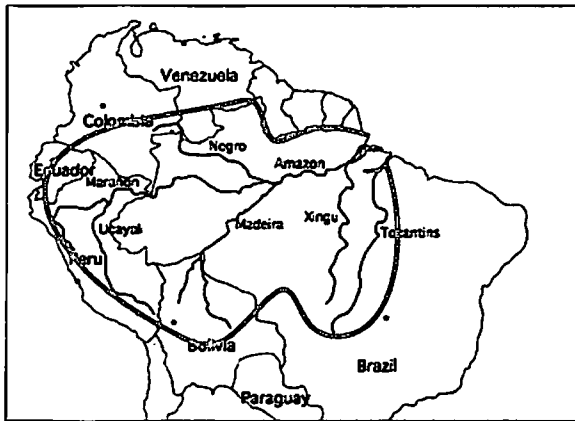 Venezuela
Colombia
Negro
Amazon
Ecuador
Marañon
Ucayali
Madeira
Xingu
Tocantins
Peru
Bolivia
Brazil
Paraguay